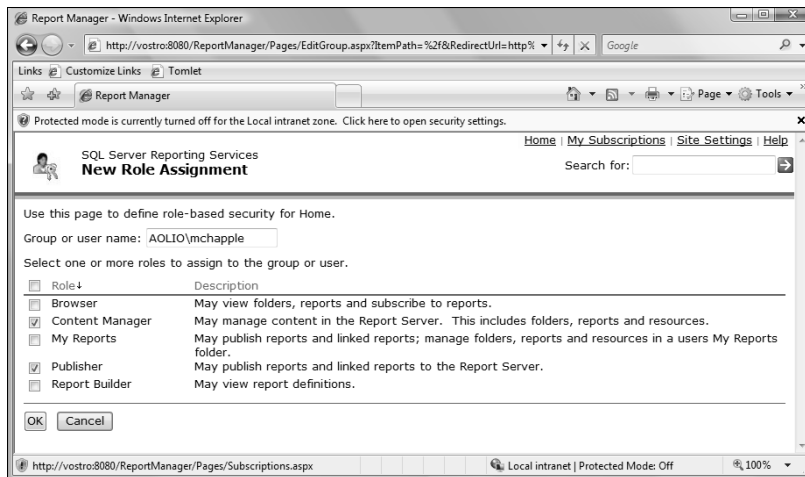 Report Manager - Windows Internet Explorer
http://vostro:8080/ReportManager/Pages/EditGroup.aspx?ItemPath=%2f&RedirectUrl=http%
Google
Links Customize Links Tomlet
Report Manager
Page Tools
Protected mode is currently turned off for the Local intranet zone. Click here to open security settings.
Home | My Subscriptions | Site Settings | Help
SQL Server Reporting Services
New Role Assignment
Search for:
Use this page to define role-based security for Home.
Group or user name: AOLIO\mchapple
Select one or more roles to assign to the group or user.
Role↓ Description
Browser May view folders, reports and subscribe to reports.
Content Manager May manage content in the Report Server. This includes folders, reports and resources.
My Reports May publish reports and linked reports; manage folders, reports and resources in a users My Reports
folder.
Publisher May publish reports and linked reports to the Report Server.
Report Builder May view report definitions.
OK Cancel
http://vostro:8080/ReportManager/Pages/Subscriptions.aspx Local intranet | Protected Mode: Off 100%